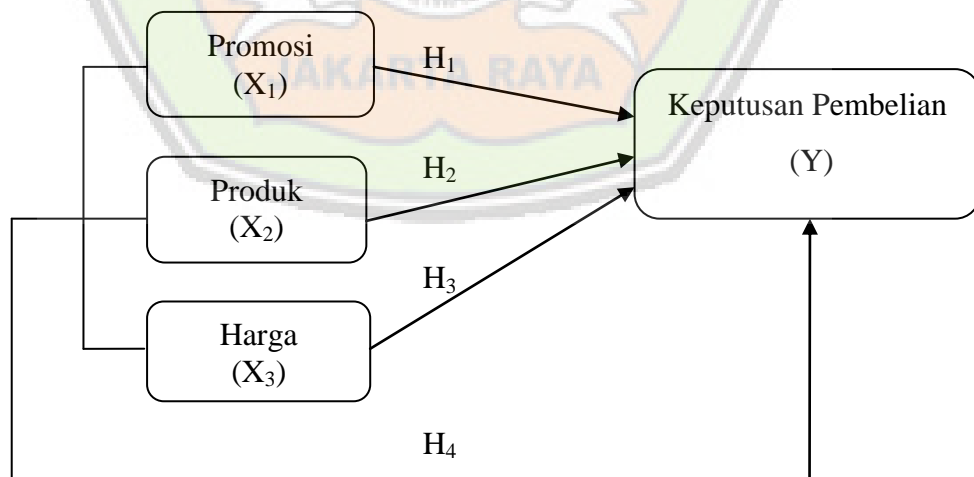 Promosi
(X₁)
H₁
JAKARTA RAYA
Keputusan Pembelian
(Y)
H₂
Produk
(X₂)
H₃
Harga
(X₃)
H₄